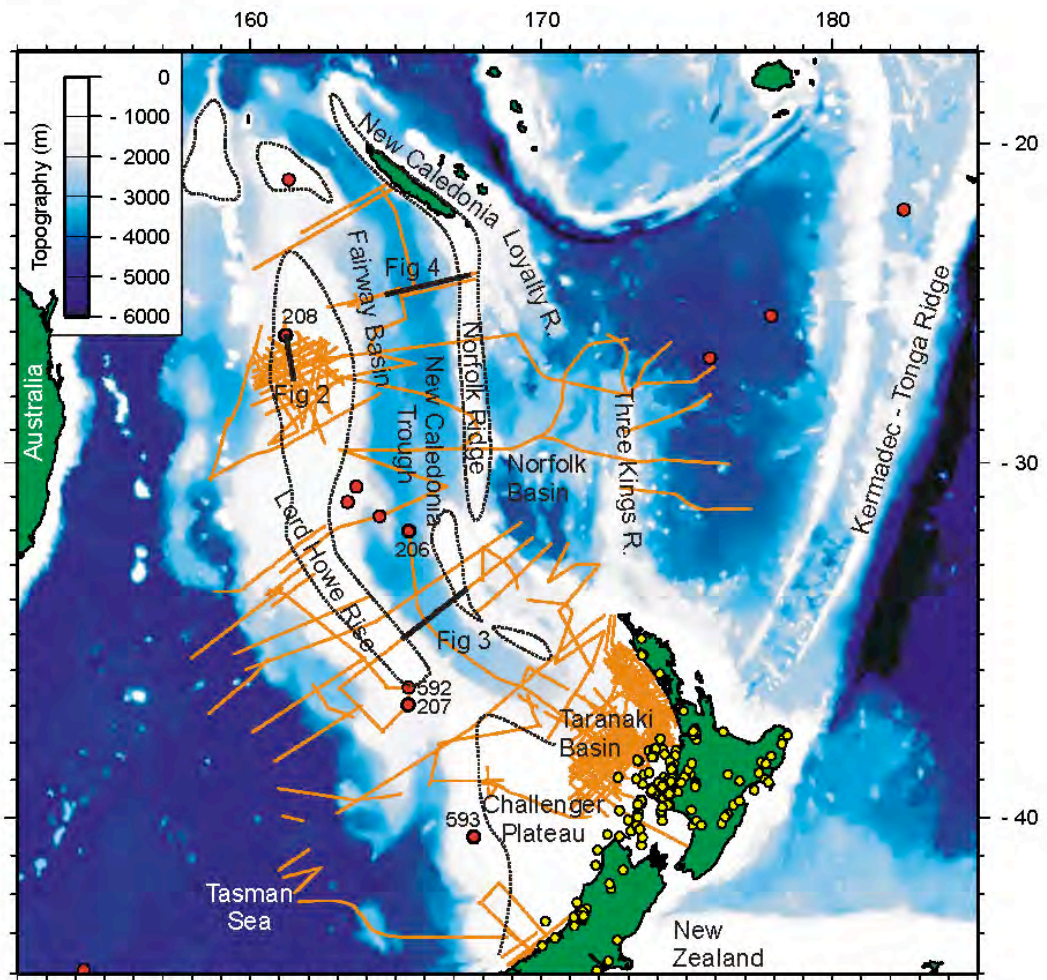 160
170
180
Topography (m)
0
- 1000
- 2000
- 3000
- 4000
- 5000
- 6000
- 20
- 30
- 40
New Caledonia
Loyalty R.
Fairway Basin
Fig 4
208
Fig 2
New Caledonia
Trough
Norfolk Ridge
Norfolk
Basin
Three Kings R.
Kermadec - Tonga Ridge
Australia
Lord Howe Rise
206
Fig 3
592
207
Taranaki
Basin
Challenger
Plateau
593
Tasman
Sea
New
Zealand